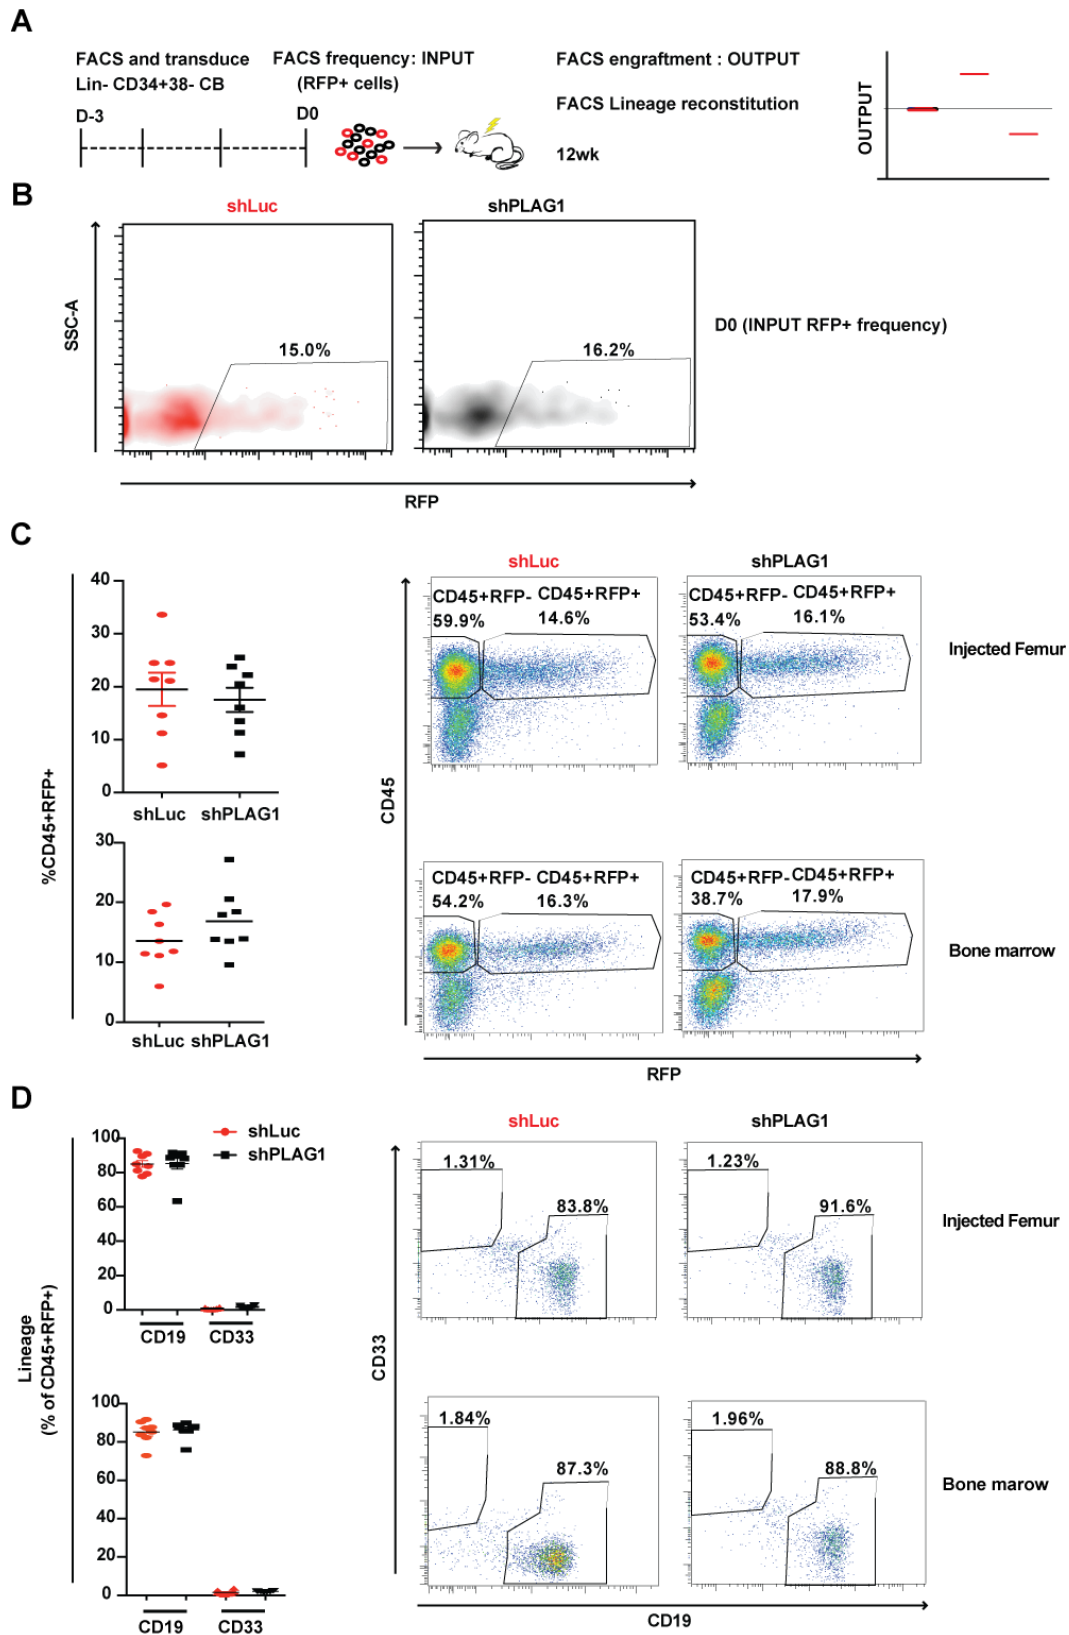 A
FACS and transduce
Lin- CD34+38- CB
FACS frequency: INPUT
(RFP+ cells)
FACS engraftment : OUTPUT
FACS Lineage reconstitution
D-3
D0
12wk
OUTPUT
B
shLuc
shPLAG1
SSC-A
15.0%
16.2%
D0 (INPUT RFP+ frequency)
RFP
C
%CD45+RFP+
40
30
20
10
0
shLuc
shPLAG1
30
20
10
0
shLuc
shPLAG1
shLuc
shPLAG1
CD45
CD45+RFP- CD45+RFP+
59.9%
14.6%
CD45+RFP- CD45+RFP+
53.4%
16.1%
Injected Femur
CD45+RFP- CD45+RFP+
54.2%
16.3%
CD45+RFP- CD45+RFP+
38.7%
17.9%
Bone marrow
RFP
D
Lineage
(% of CD45+RFP+)
shLuc
shPLAG1
100
80
60
40
20
0
CD19
CD33
100
80
60
40
20
0
CD19
CD33
shLuc
shPLAG1
CD33
1.31%
83.8%
1.23%
91.6%
Injected Femur
1.84%
87.3%
1.96%
88.8%
Bone marow
CD19